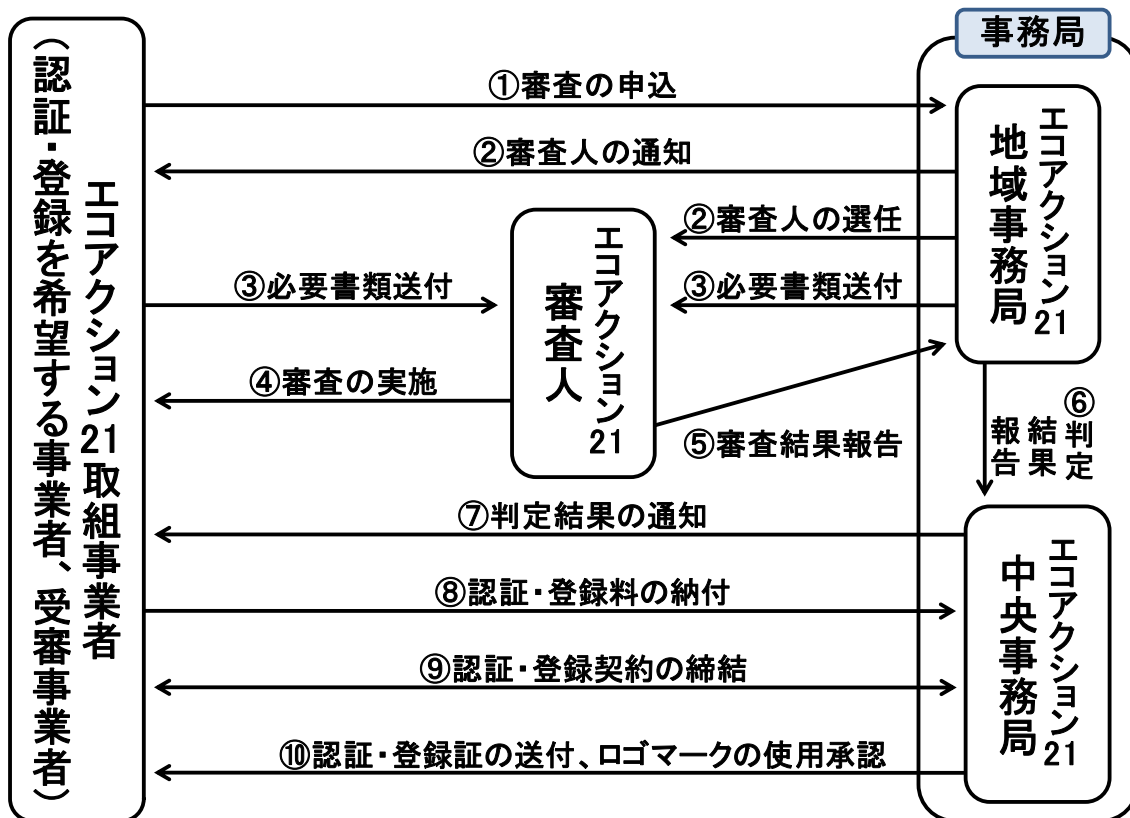 事務局
①審査の申込
②審査人の通知
②審査人の選任
③必要書類送付
③必要書類送付
④審査の実施
⑤審査結果報告
⑥判定
結果
報告
⑦判定結果の通知
⑧認証・登録料の納付
⑨認証・登録契約の締結
⑩認証・登録証の送付、ロゴマークの使用承認
エコアクション21取組事業者
(認証・登録を希望する事業者、受審事業者)
エコアクション21
審査人
エコアクション21
地域事務局
エコアクション21
中央事務局